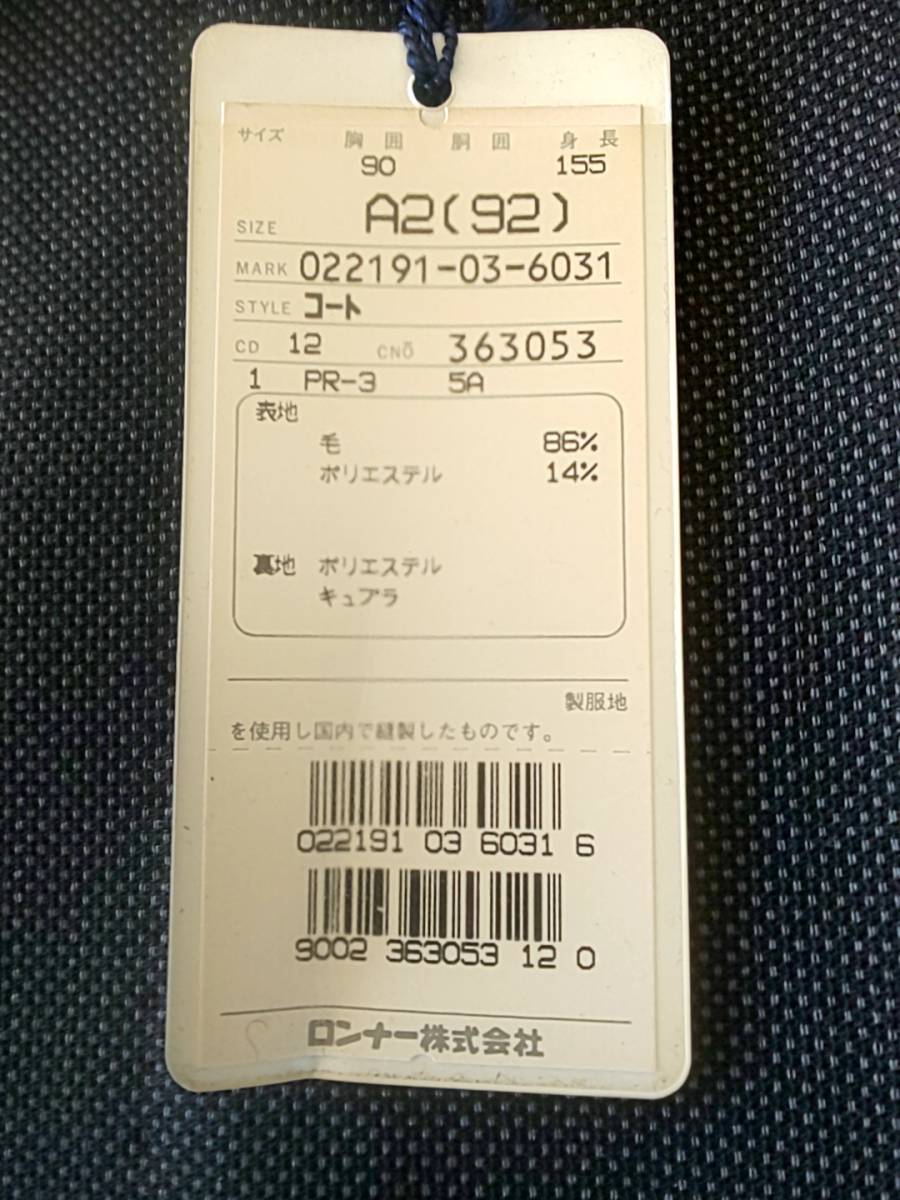 サイズ 胸囲 胴囲 身長
90 155
SIZE A2(92)
MARK 022191-03-6031
STYLE コート
CD 12 CNO 363053
1 PR-3 5A
表地
毛 86%
ポリエステル 14%
裏地 ポリエステル
キュプラ
製服地
を使用し国内で縫製したものです。
022191 03 6031 6
9002 363053 12 0
ロンナー株式会社